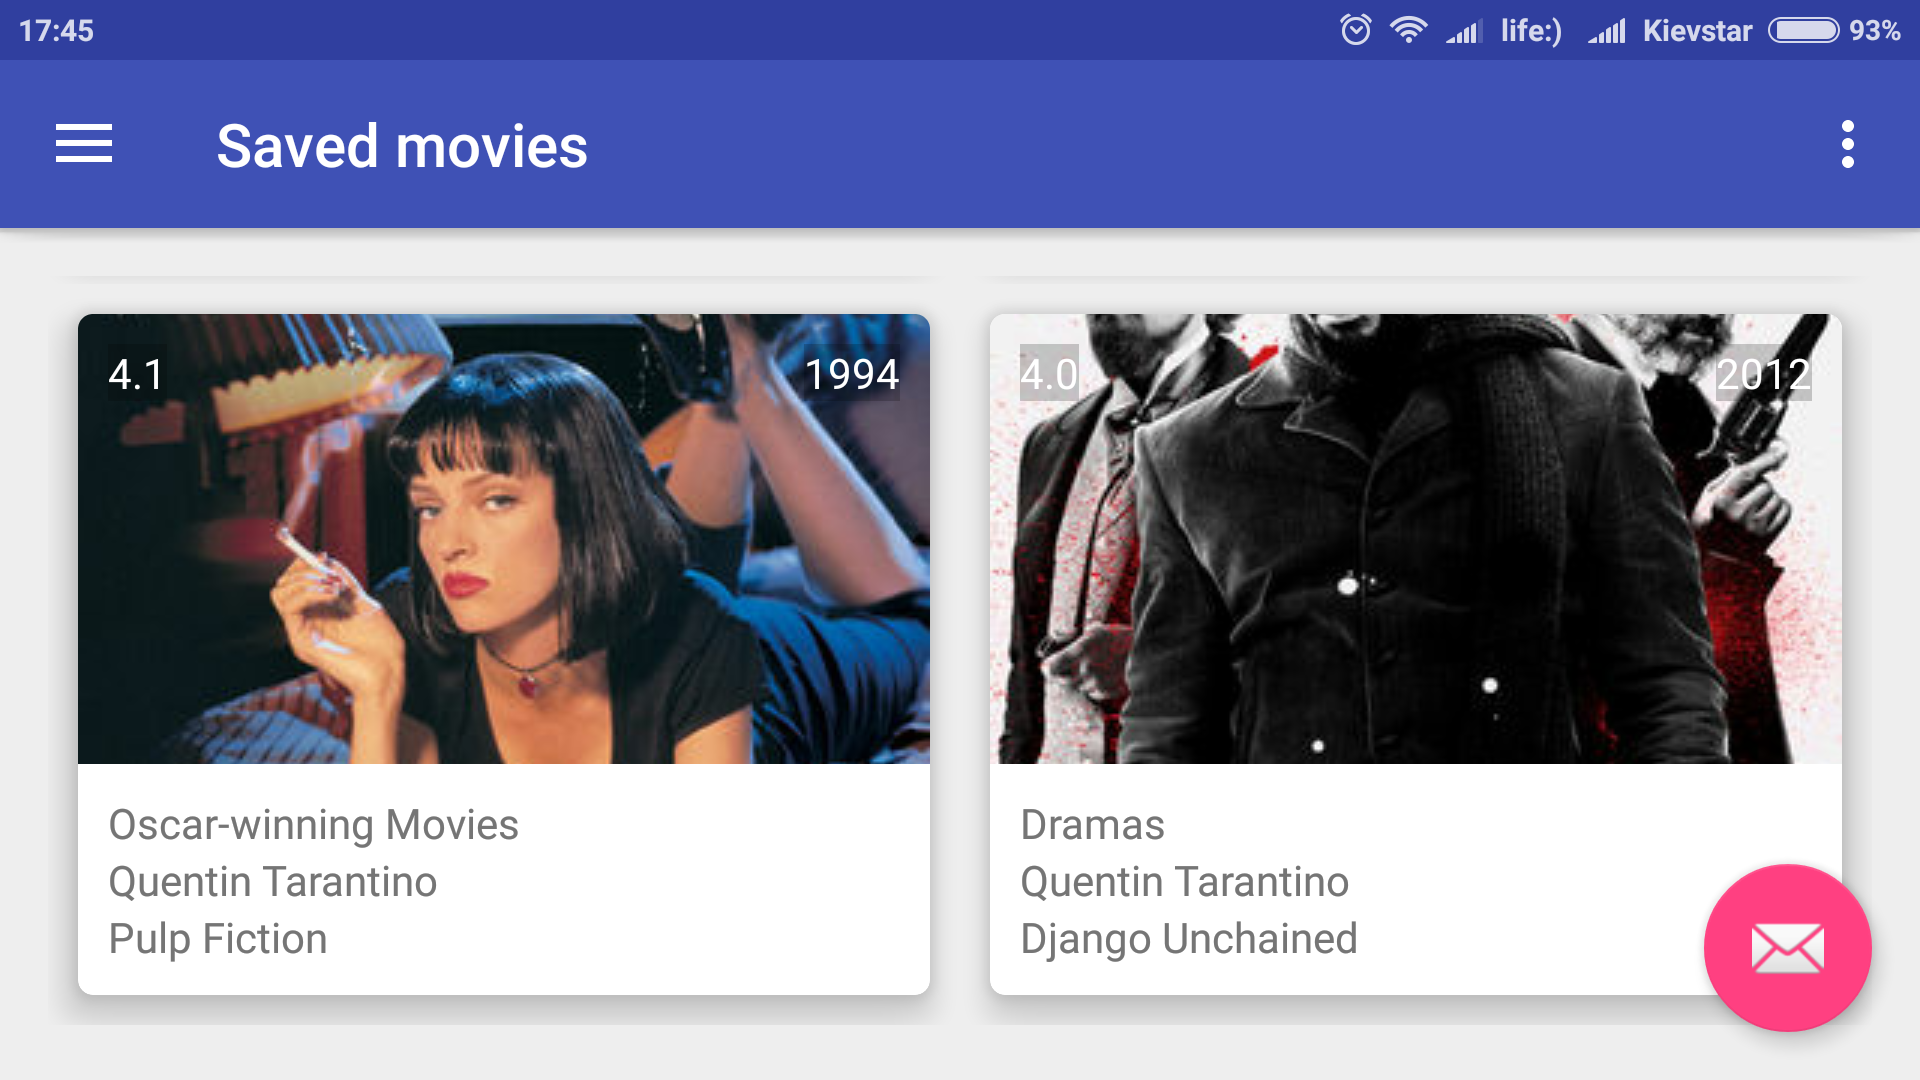 17:45 life:) Kievstar 93%
Saved movies
4.1 1994
Oscar-winning Movies
Quentin Tarantino
Pulp Fiction
4.0 2012
Dramas
Quentin Tarantino
Django Unchained